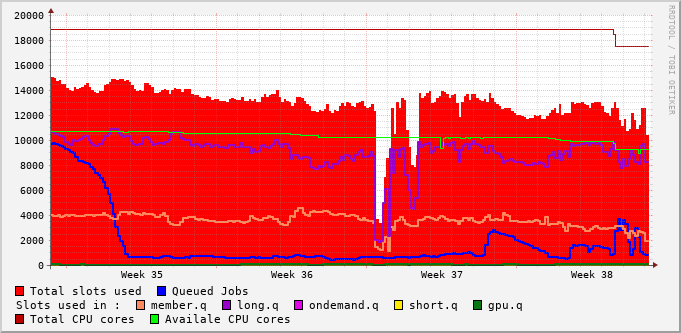 20000
18000
16000
14000
12000
10000
8000
6000
4000
2000
0
Week 35 Week 36 Week 37 Week 38
RRDTOOL / TOBI OETIKER
Total slots used Queued Jobs
Slots used in : member.q long.q ondemand.q short.q gpu.q
Total CPU cores Availale CPU cores